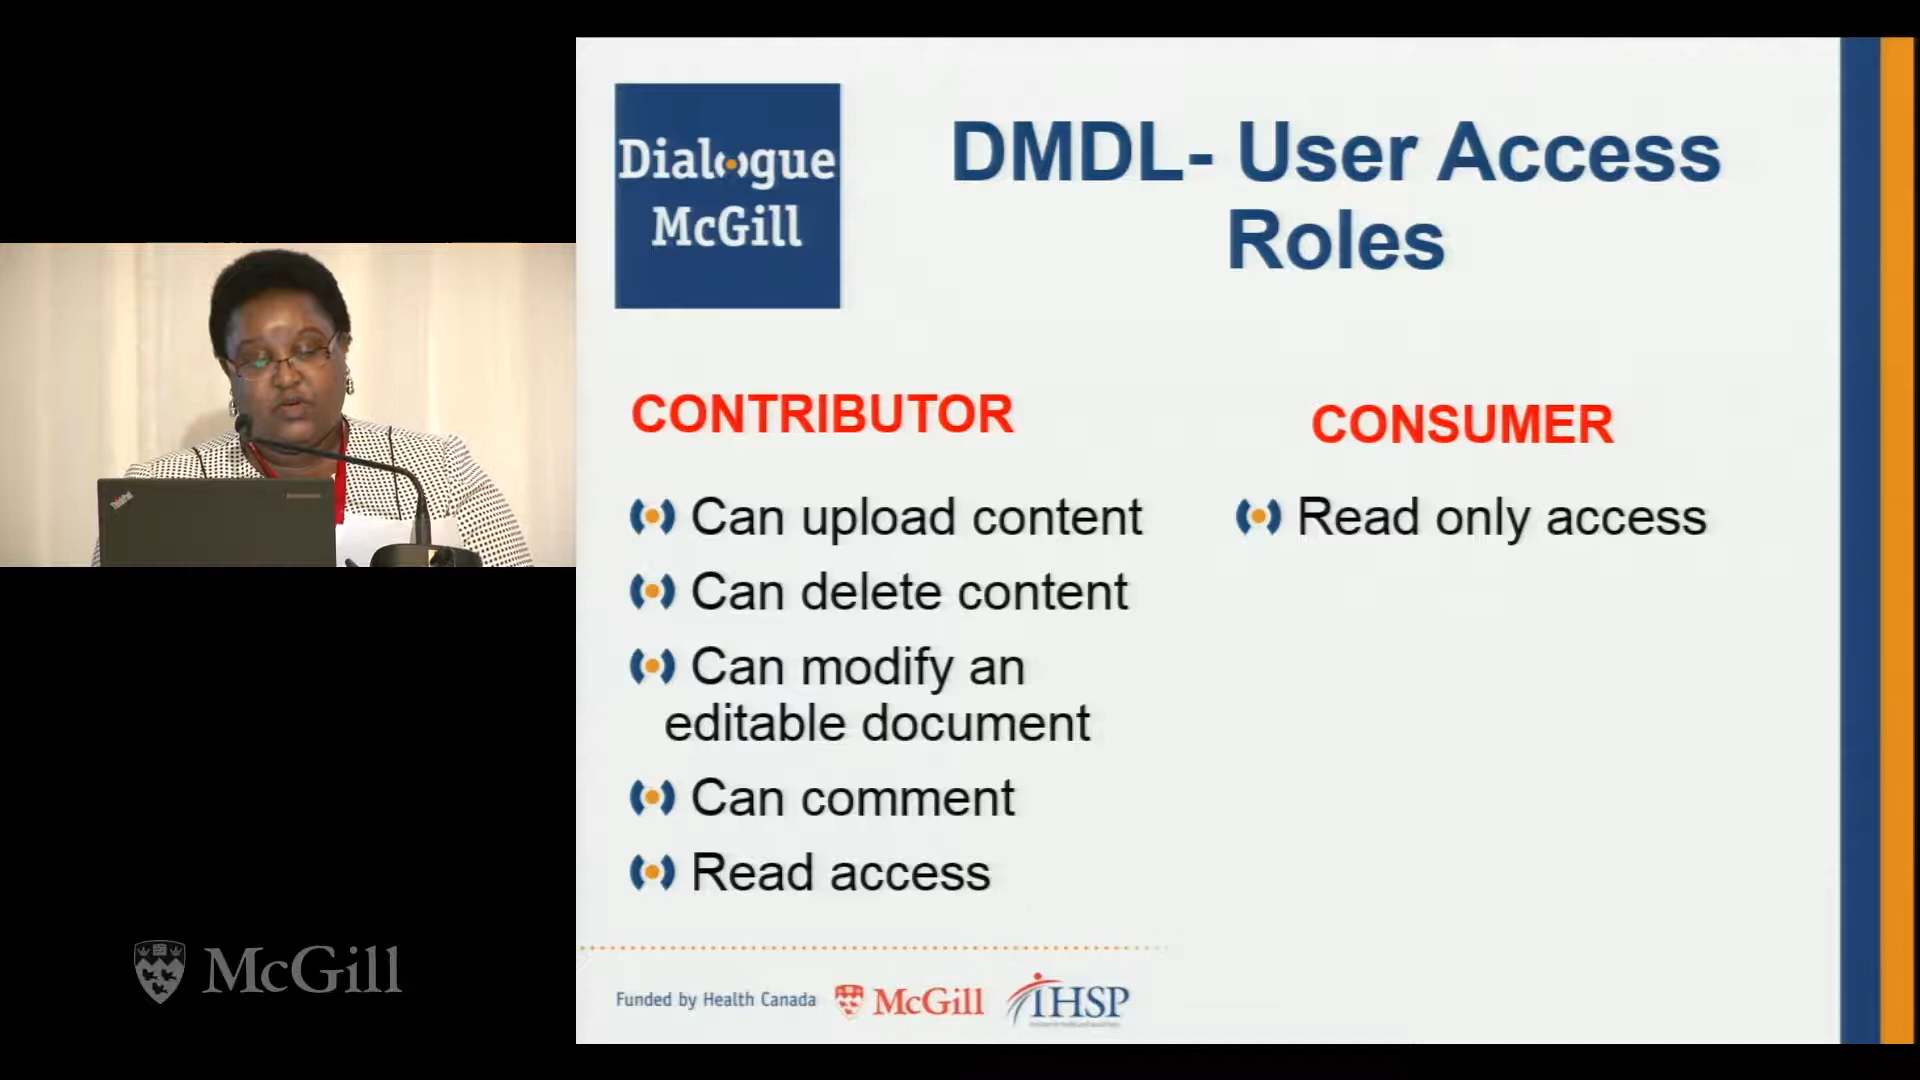 Dialogue
McGill
DMDL- User Access
Roles
CONTRIBUTOR
Can upload content
Can delete content
Can modify an
editable document
Can comment
Read access
CONSUMER
Read only access
Funded by Health Canada
McGill
IHSP
ThinkPad
McGill